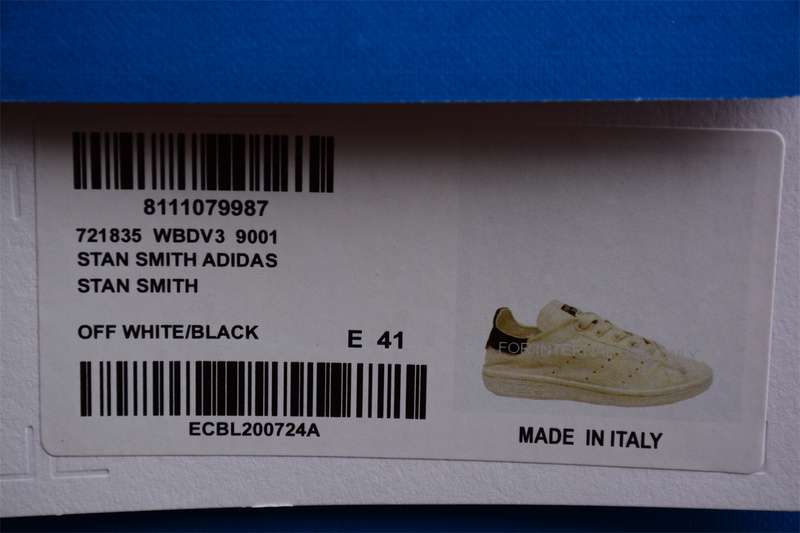 8111079987
721835 WBDV3 9001
STAN SMITH ADIDAS
STAN SMITH
OFF WHITE/BLACK
E 41
ECBL200724A
MADE IN ITALY